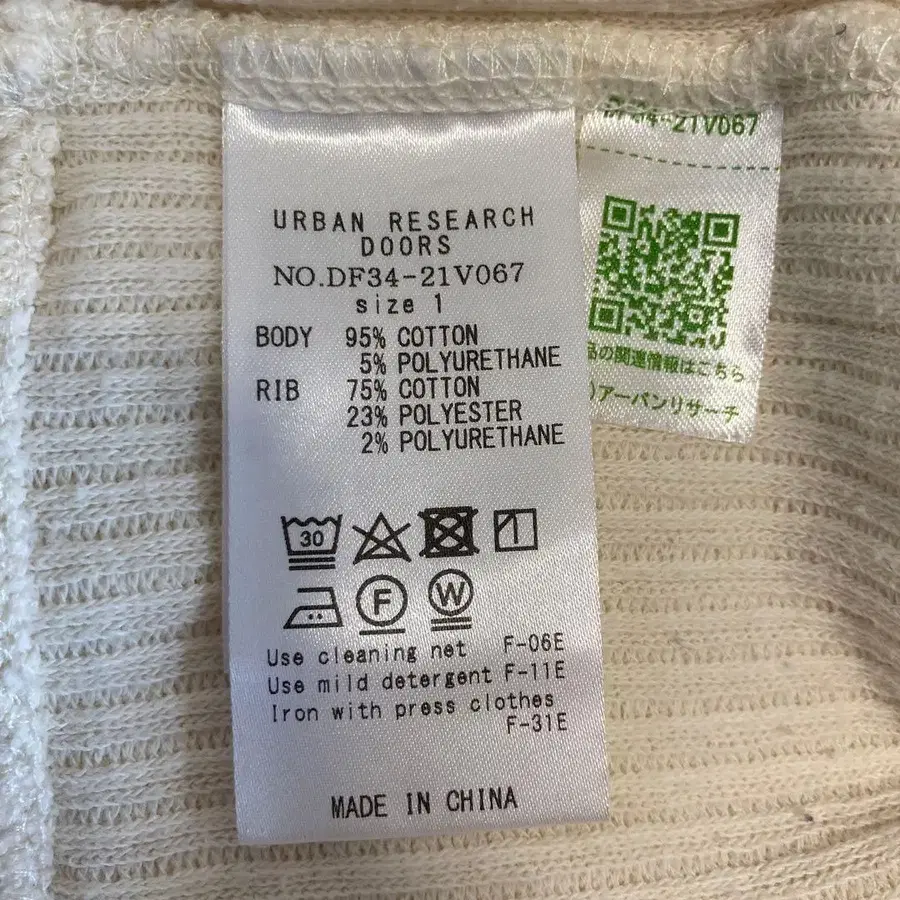 URBAN RESEARCH
DOORS
NO.DF34-21V067
size 1
BODY 95% COTTON
5% POLYURETHANE
RIB 75% COTTON
23% POLYESTER
2% POLYURETHANE
30
F W
Use cleaning net F-06E
Use mild detergent F-11E
Iron with press clothes
F-31E
MADE IN CHINA
DF34-21V067
品の関連情報はこちら
)アーバンリサーチ